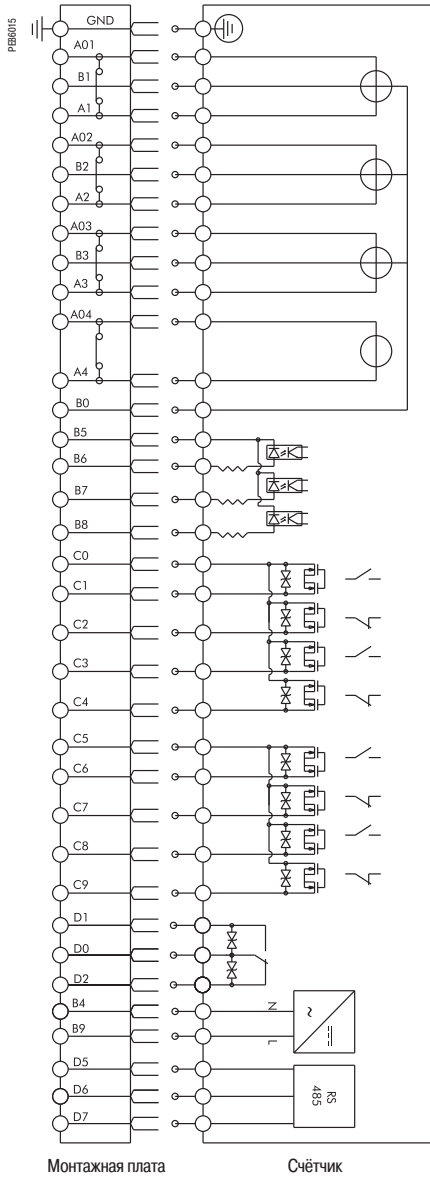 PE86015
GND
A01
B1
A1
A02
B2
A2
A03
B3
A3
A04
A4
B0
B5
B6
B7
B8
C0
C1
C2
C3
C4
C5
C6
C7
C8
C9
D1
D0
D2
B4
N
B9
L
D5
D6
RS
485
D7
Монтажная плата
Счётчик